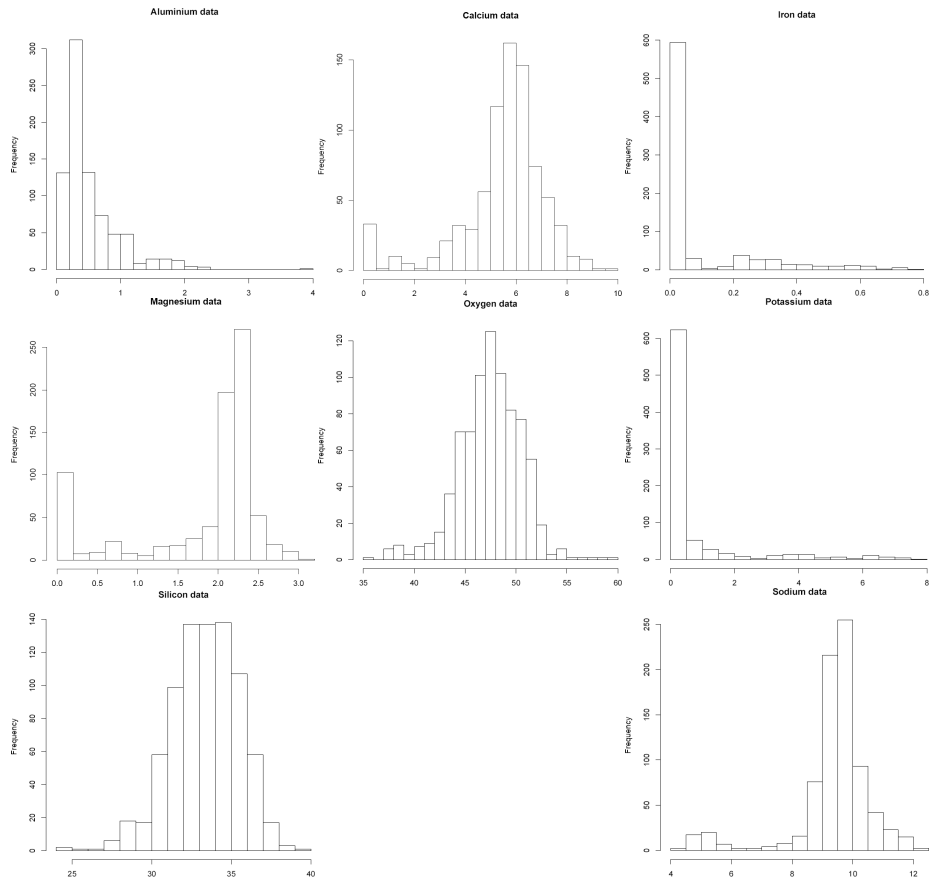 Aluminium data
Frequency
0 50 100 150 200 250 300
0 1 2 3 4
Calcium data
Frequency
0 50 100 150
0 2 4 6 8 10
Iron data
Frequency
0 100 200 300 400 500 600
0.0 0.2 0.4 0.6 0.8
Magnesium data
Frequency
0 50 100 150 200 250
0.0 0.5 1.0 1.5 2.0 2.5 3.0
Oxygen data
Frequency
0 20 40 60 80 100 120
35 40 45 50 55 60
Potassium data
Frequency
0 100 200 300 400 500 600
0 2 4 6 8
Silicon data
Frequency
0 20 40 60 80 100 120 140
25 30 35 40
Sodium data
Frequency
0 50 100 150 200 250
4 6 8 10 12